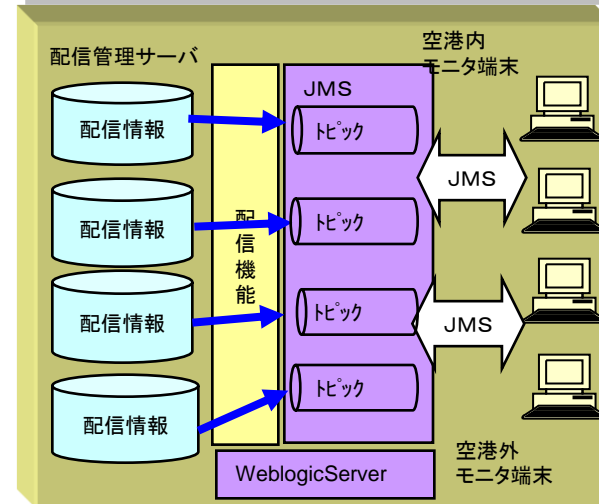 配信管理サーバ
空港内
モニタ端末
JMS
配信情報
ﾄﾋﾟｯｸ
JMS
配信情報
配信機能
ﾄﾋﾟｯｸ
配信情報
ﾄﾋﾟｯｸ
JMS
配信情報
ﾄﾋﾟｯｸ
WeblogicServer
空港外
モニタ端末